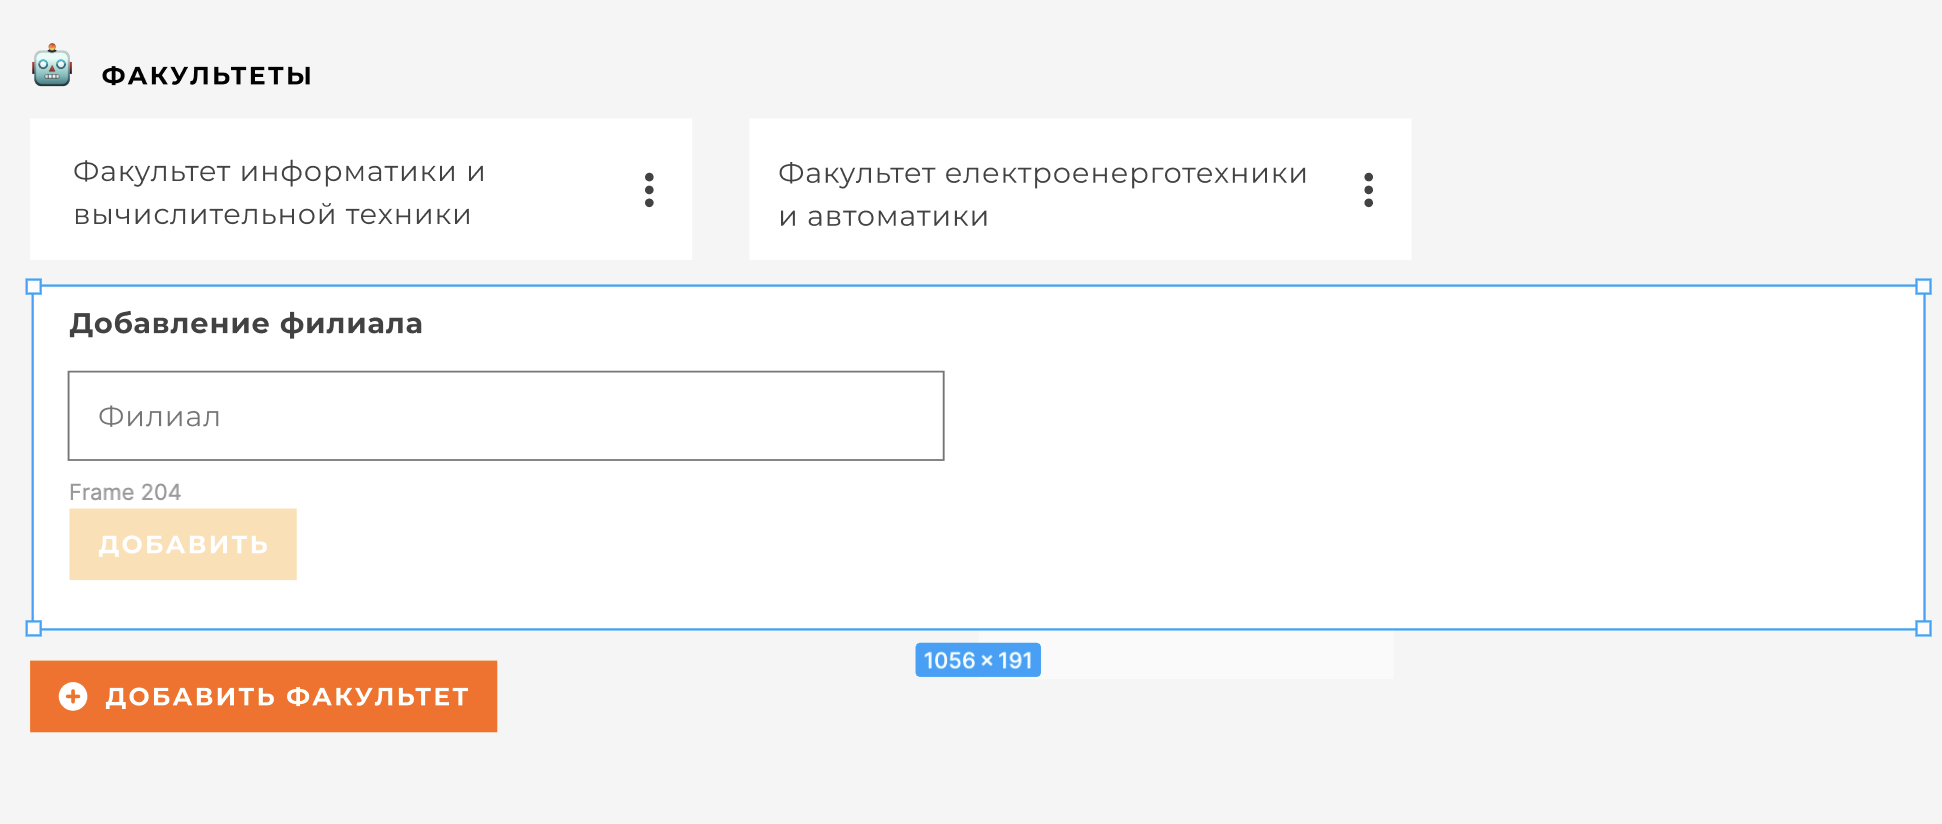 ФАКУЛЬТЕТЫ
Факультет информатики и
вычислительной техники
Факультет електроенерготехники
и автоматики
Добавление филиала
Филиал
Frame 204
ДОБАВИТЬ
1056 × 191
ДОБАВИТЬ ФАКУЛЬТЕТ